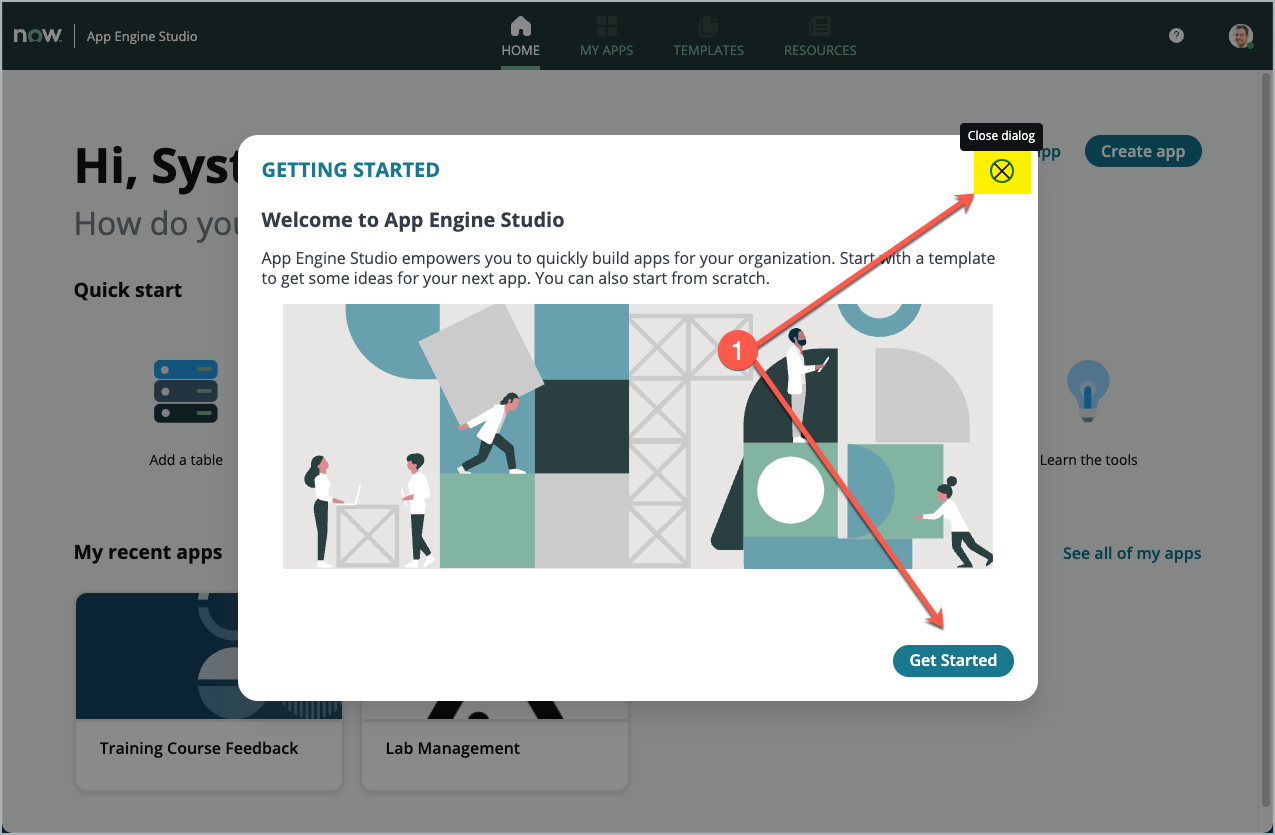 now.
App Engine Studio
HOME
MY APPS
TEMPLATES
RESOURCES
?
Close dialog
Hi, Syst
Create app
GETTING STARTED
How do you
Welcome to App Engine Studio
App Engine Studio empowers you to quickly build apps for your organization. Start with a template
to get some ideas for your next app. You can also start from scratch.
Quick start
1
Add a table
Learn the tools
My recent apps
See all of my apps
Get Started
Training Course Feedback
Lab Management